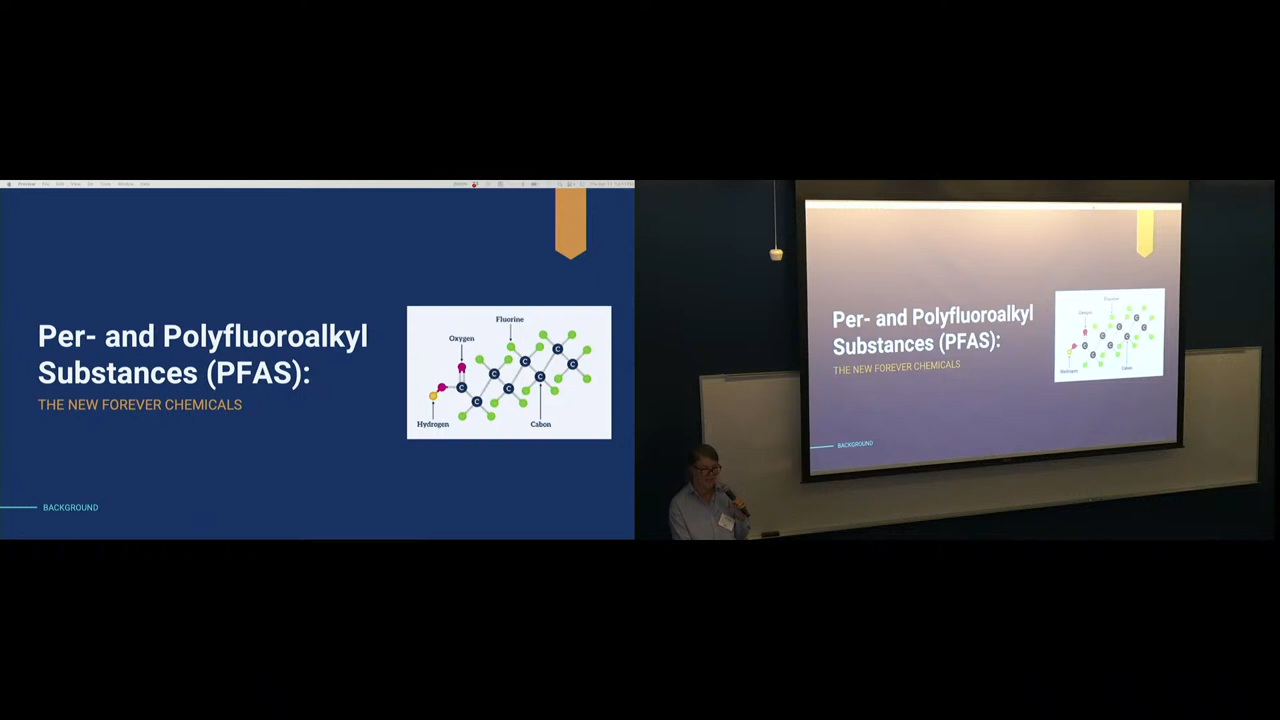 Per- and Polyfluoroalkyl
Substances (PFAS):
THE NEW FOREVER CHEMICALS
Fluorine
Oxygen
C
C
C
C
C
C
C
C
Hydrogen
Cabon
BACKGROUND
Per- and Polyfluoroalkyl
Substances (PFAS):
THE NEW FOREVER CHEMICALS
Cabon
BACKGROUND